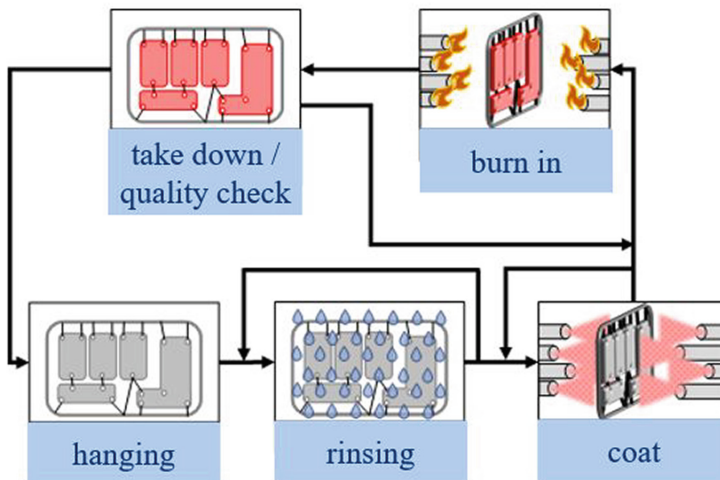 take down /
quality check
burn in
hanging
rinsing
coat